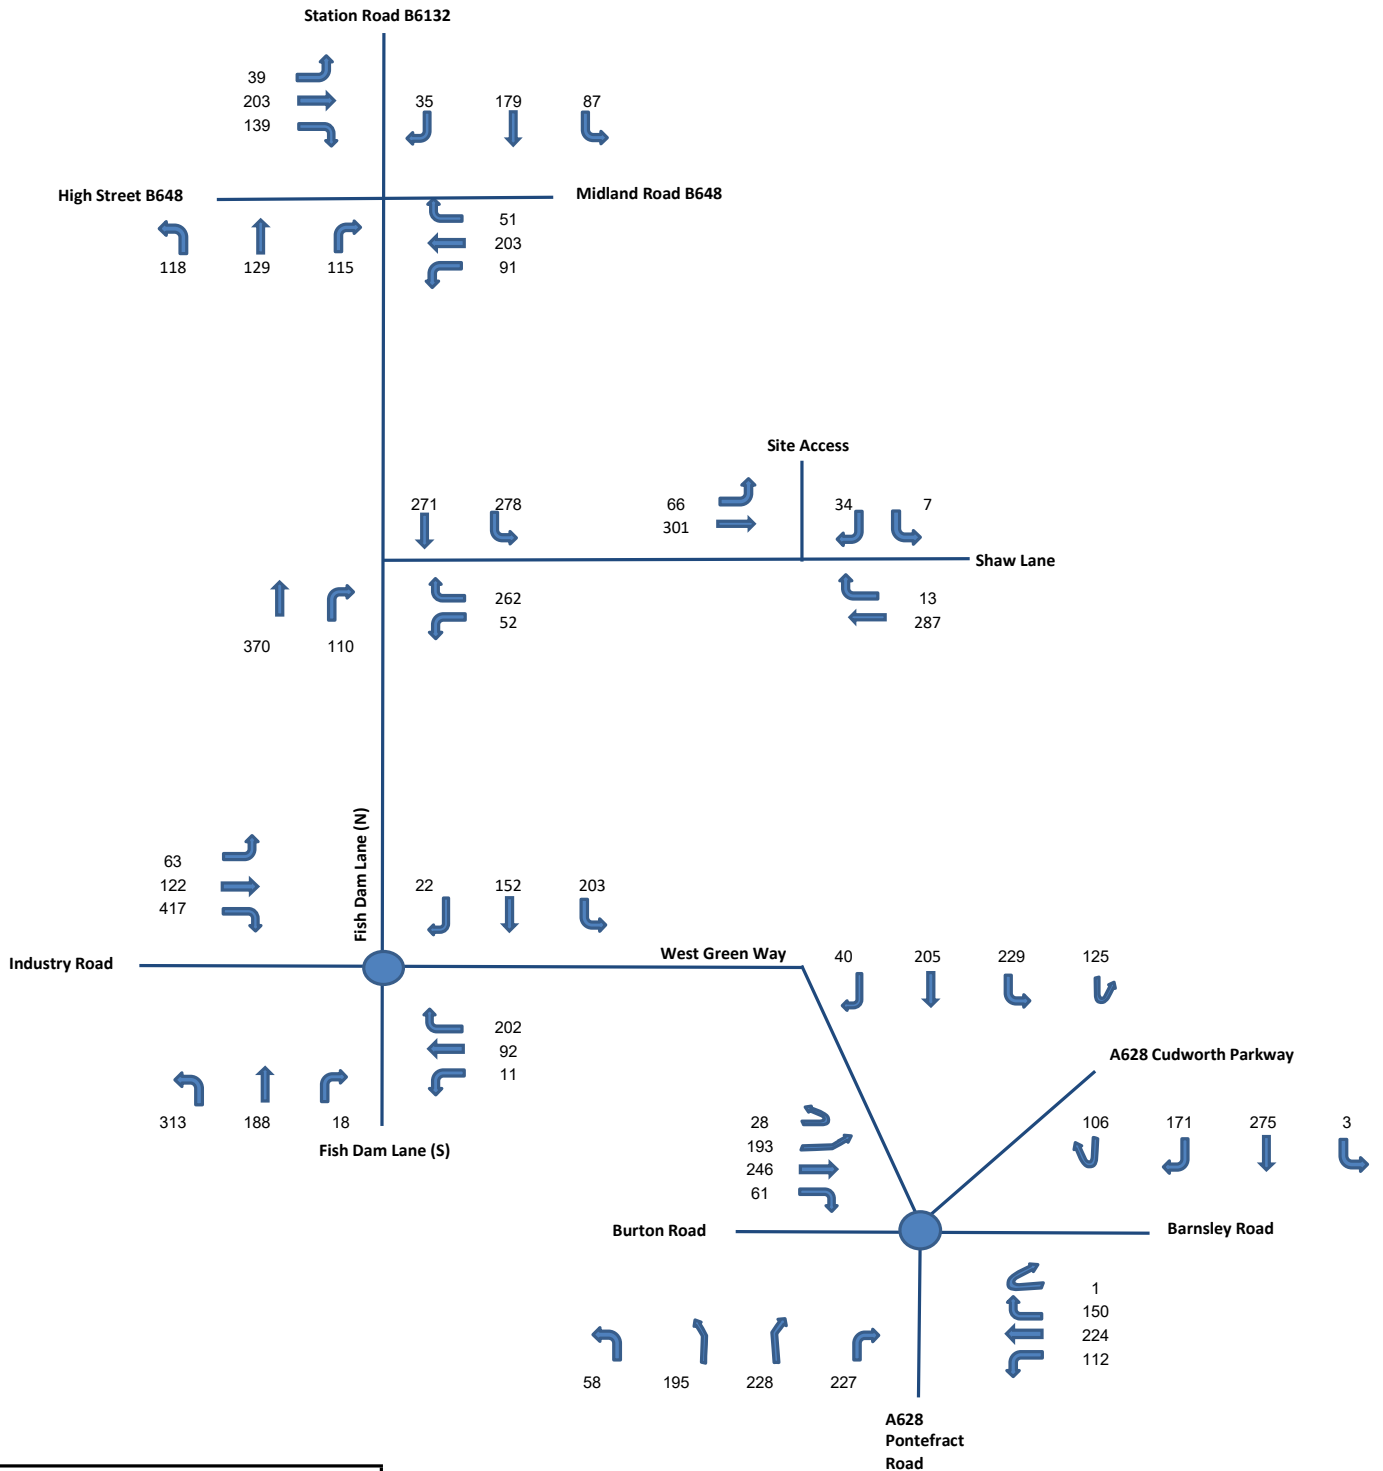 Station Road B6132
39
203
139
35 179 87
High Street B648
Midland Road B648
118 129 115
51
203
91
Site Access
271 278
66
301
34 7
Shaw Lane
370 110
262
52
13
287
Fish Dam Lane (N)
63
122
417
22 152 203
Industry Road
West Green Way
40 205 229 125
202
92
11
A628 Cudworth Parkway
313 188 18
Fish Dam Lane (S)
28
193
246
61
106 171 275 3
Burton Road
Barnsley Road
1
150
224
112
58 195 228 227
A628
Pontefract
Road